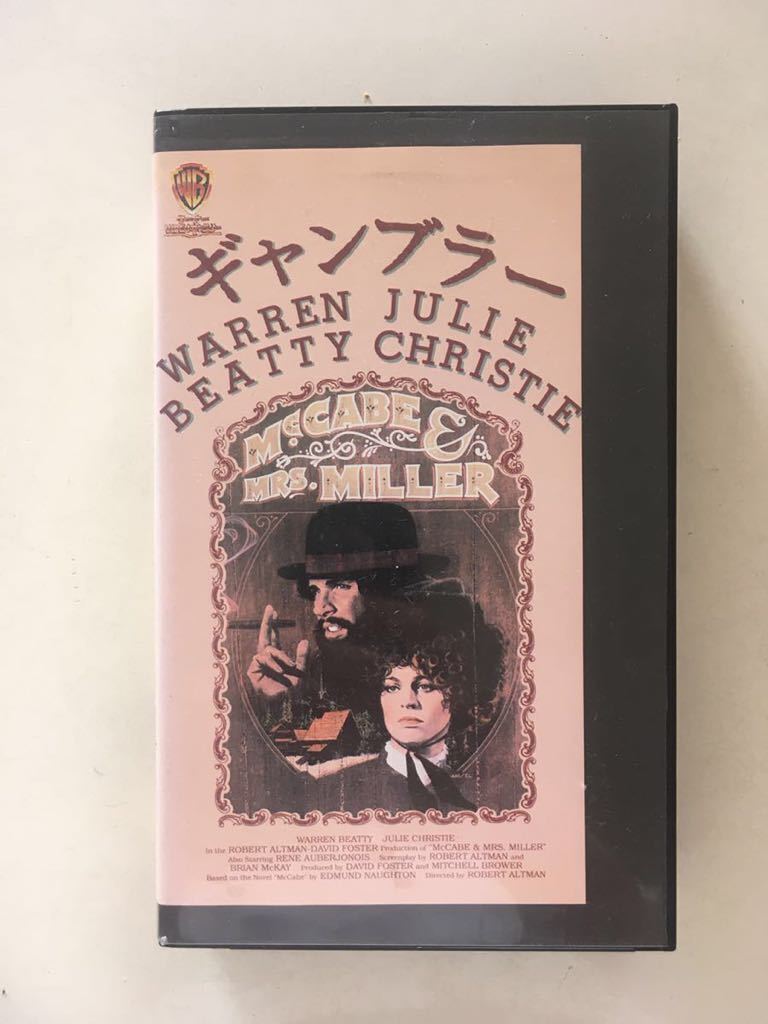 WB
ギャンブラー
WARREN JULIE
BEATTY CHRISTIE
McCABE &
MRS. MILLER
WARREN BEATTY JULIE CHRISTIE
In the ROBERT ALTMAN-DAVID FOSTER Production of "McCABE & MRS. MILLER"
Also Starring RENE AUBERJONOIS Screenplay by ROBERT ALTMAN and
BRIAN McKAY Produced by DAVID FOSTER and MITCHELL BROWER
Based on the Novel "McCabe" by EDMUND NAUGHTON Directed by ROBERT ALTMAN